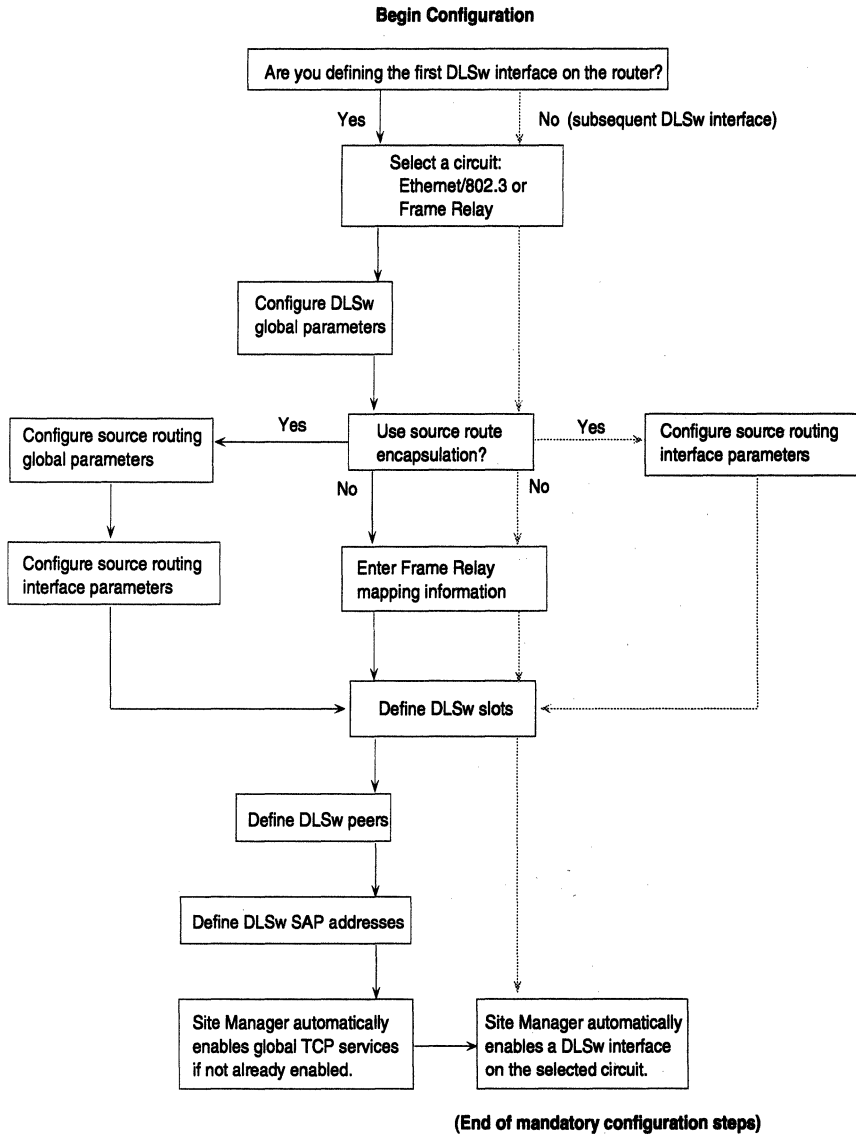 Begin Configuration
Are you defining the first DLSw interface on the router?
Yes
No (subsequent DLSw interface)
Select a circuit:
Ethernet/802.3 or
Frame Relay
Configure DLSw
global parameters
Configure source routing
global parameters
Yes
Use source route
encapsulation?
Yes
Configure source routing
interface parameters
No
No
Configure source routing
interface parameters
Enter Frame Relay
mapping information
Define DLSw slots
Define DLSw peers
Define DLSw SAP addresses
Site Manager automatically
enables global TCP services
if not already enabled.
Site Manager automatically
enables a DLSw interface
on the selected circuit.
(End of mandatory configuration steps)